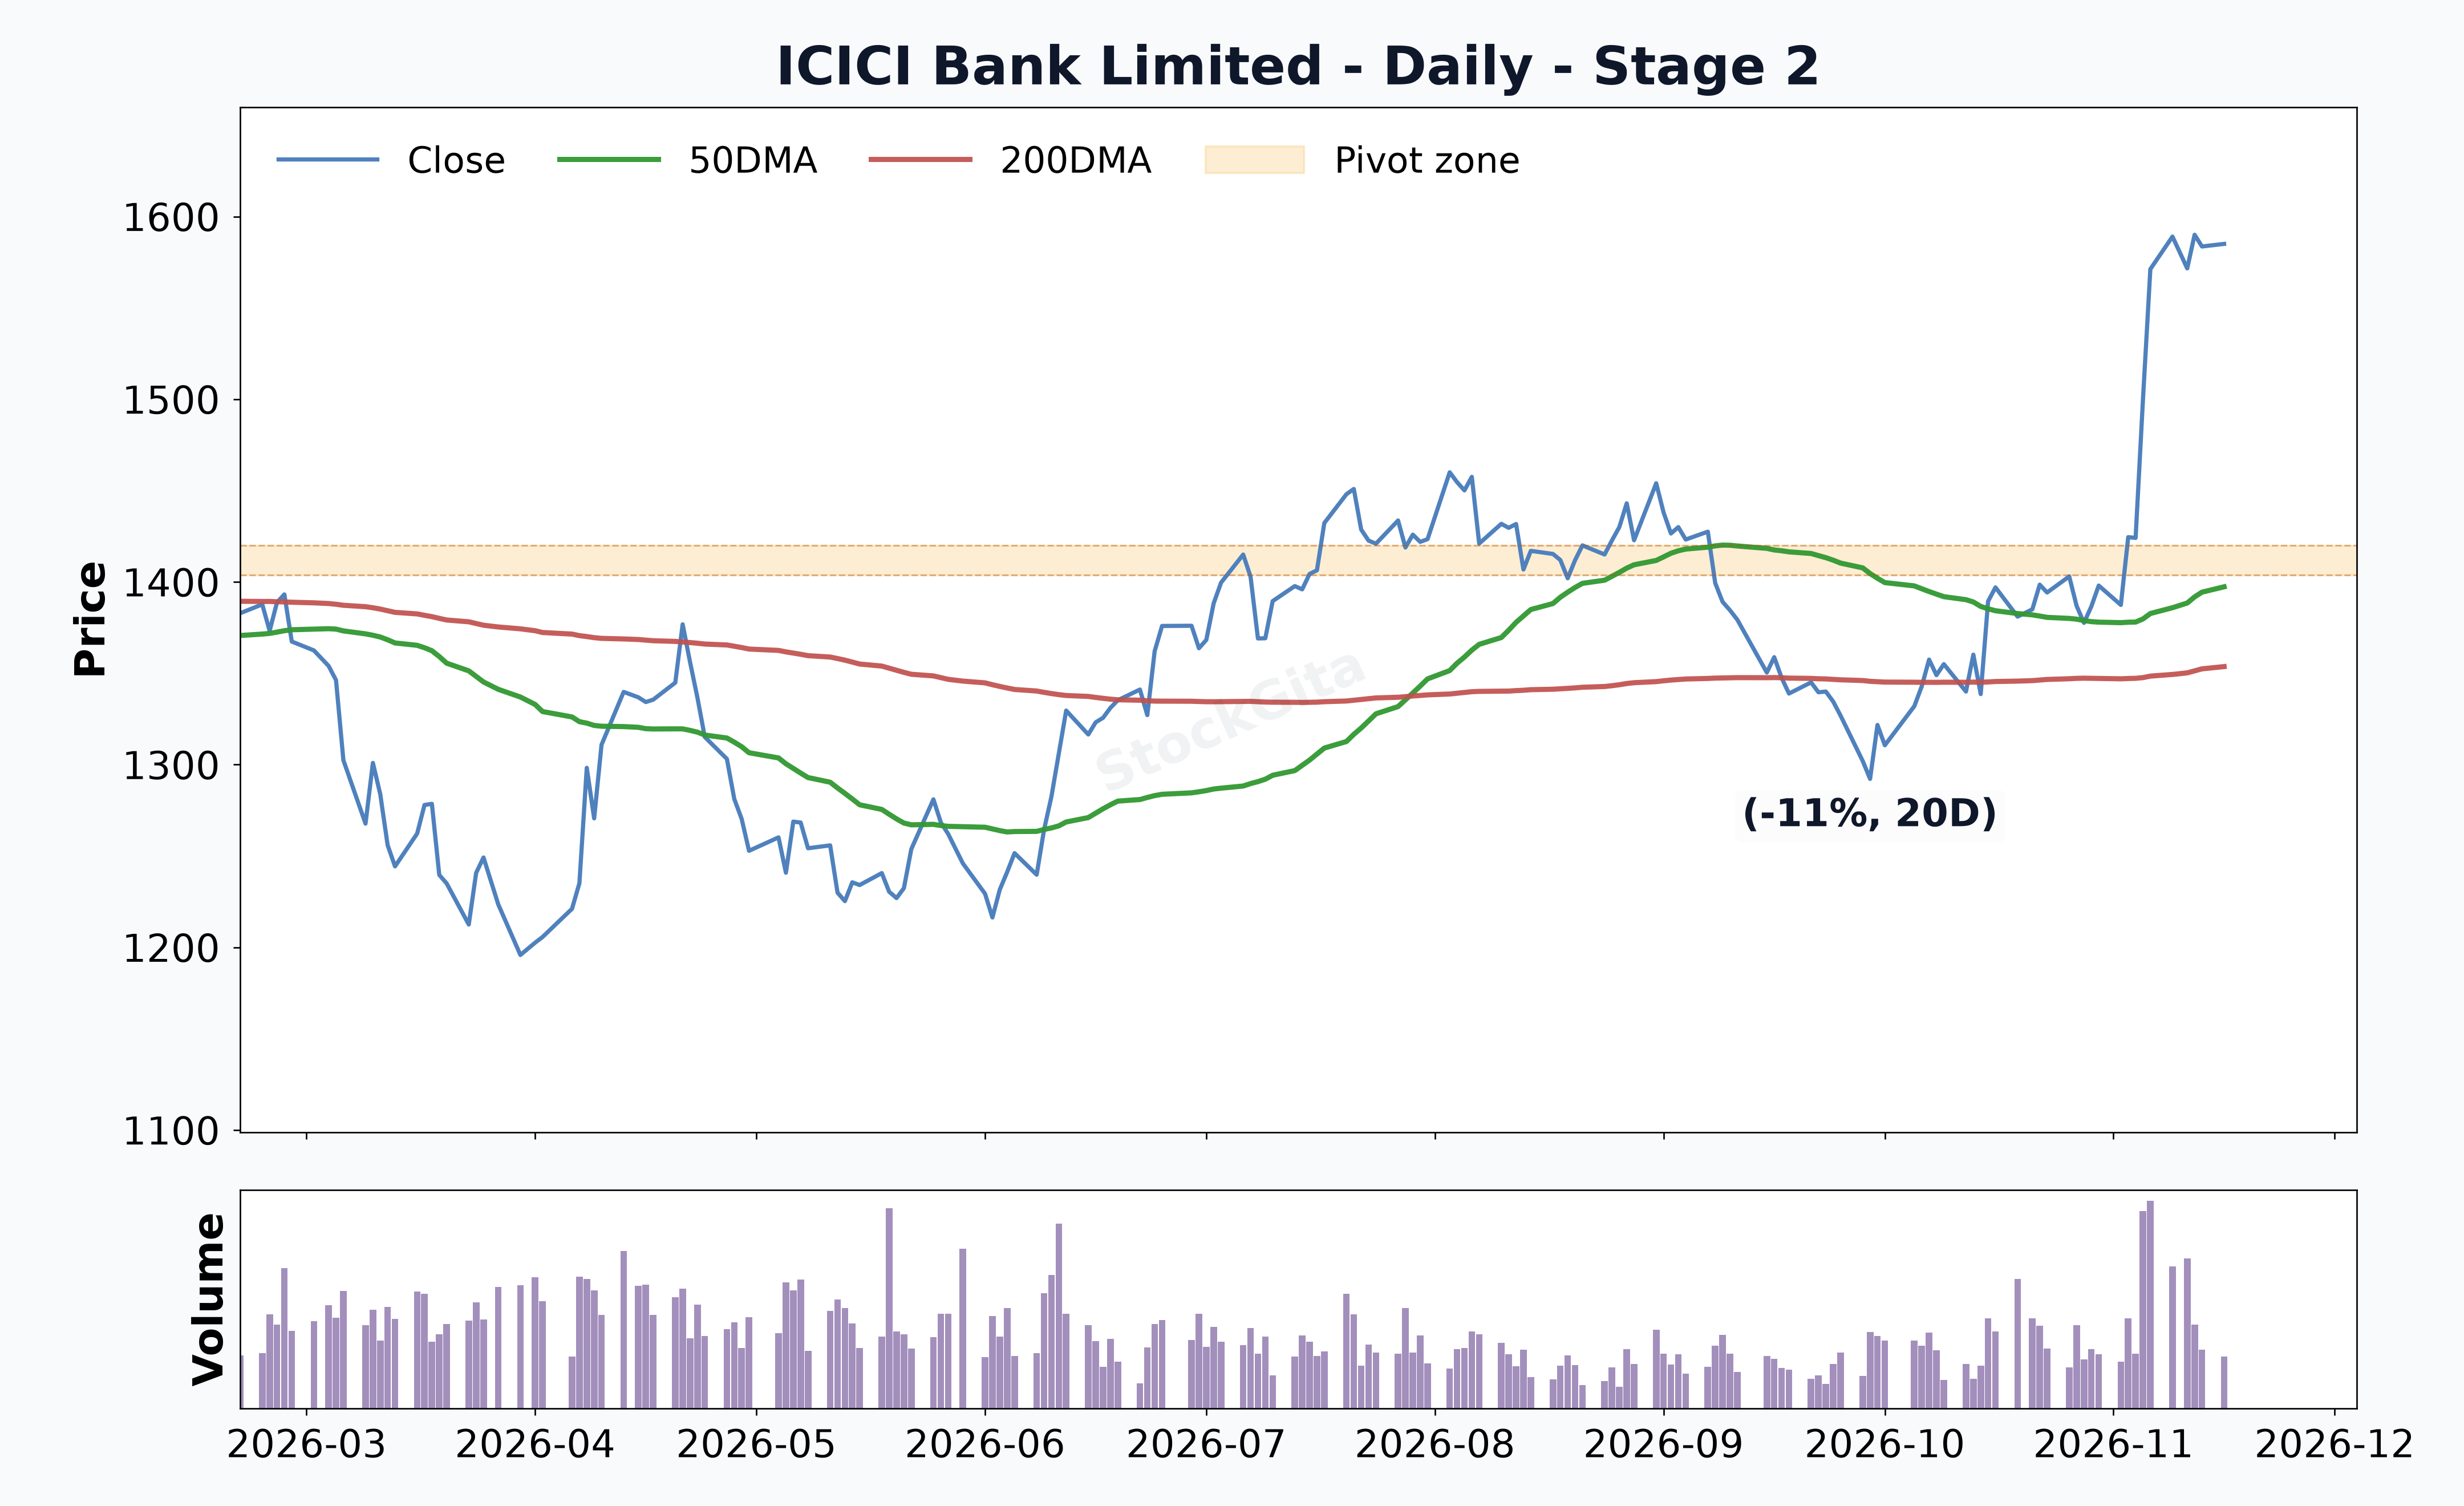 ICICI Bank Limited - Daily - Stage 2
Close 50DMA 200DMA Pivot zone
1600
1500
1400
1300
1200
1100
Price
StockGita
(-11%, 20D)
Volume
2026-03 2026-04 2026-05 2026-06 2026-07 2026-08 2026-09 2026-10 2026-11 2026-12